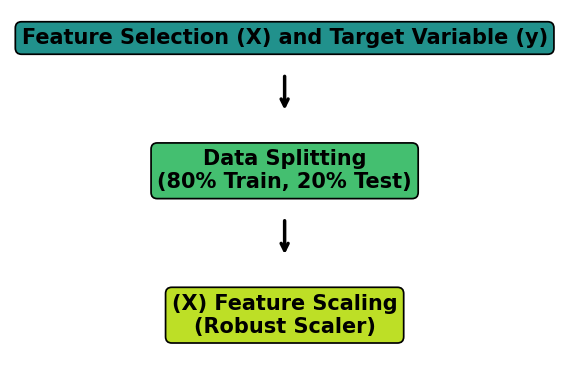 Feature Selection (X) and Target Variable (y)
Data Splitting
(80% Train, 20% Test)
(X) Feature Scaling
(Robust Scaler)